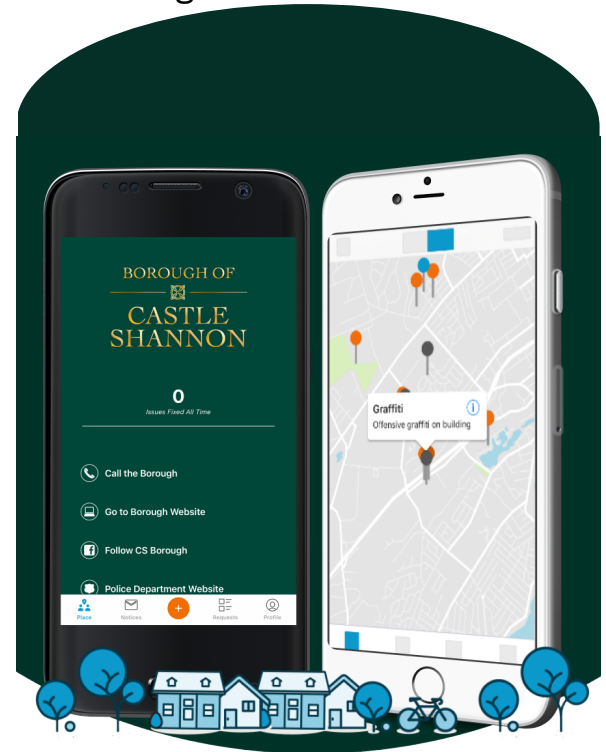 BOROUGH OF
CASTLE
SHANNON
0
Issues Fixed All Time
Call the Borough
Go to Borough Website
Follow CS Borough
Police Department Website
Place
Notices
Requests
Profile
Graffiti
Offensive graffiti on building